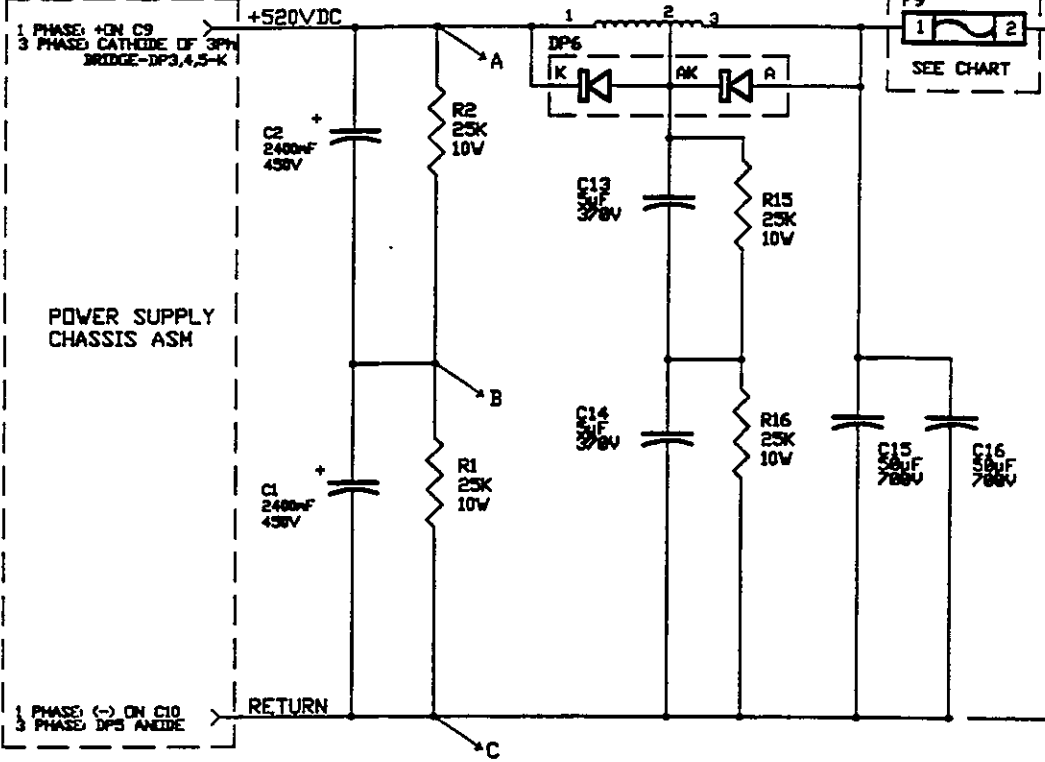 1 PHASE: +ON C9
3 PHASE: CATHODE OF 3Ph
BRIDGE-DP3,4,5-K
+520VDC
1 2 3
F9
1 2
SEE CHART
A
DP6
K AK A
C2
+
2400mF
450V
R2
25K
10W
C13
5uF
370V
R15
25K
10W
POWER SUPPLY
CHASSIS ASM
B
C1
+
2400mF
450V
R1
25K
10W
C14
5uF
370V
R16
25K
10W
C15
50uF
700V
C16
50uF
700V
1 PHASE: (-) ON C10
3 PHASE: DP5 ANODE
RETURN
C